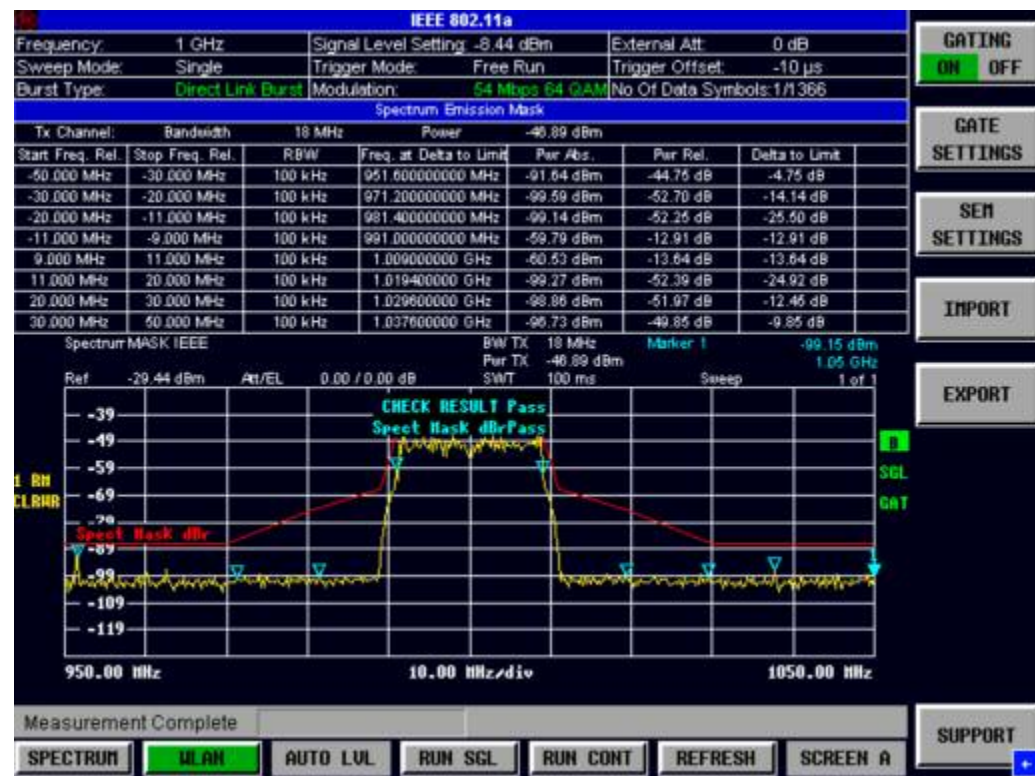 IEEE 802.11a
Frequency: 1 GHz Signal Level Setting: -8.44 dBm External Att: 0 dB
Sweep Mode: Single Trigger Mode: Free Run Trigger Offset: -10 µs
Burst Type: Direct Link Burst Modulation: 54 Mbps 64 QAM No Of Data Symbols: 1/1366
Spectrum Emission Mask
Tx Channel: Bandwidth 18 MHz Power -46.89 dBm
Start Freq. Rel. Stop Freq. Rel. RBW Freq. at Delta to Limit Pwr Abs. Pwr Rel. Delta to Limit
-50.000 MHz -30.000 MHz 100 kHz 951.600000000 MHz -91.64 dBm -44.75 dB -4.75 dB
-30.000 MHz -20.000 MHz 100 kHz 971.200000000 MHz -99.59 dBm -52.70 dB -14.14 dB
-20.000 MHz -11.000 MHz 100 kHz 981.400000000 MHz -99.14 dBm -52.25 dB -25.50 dB
-11.000 MHz -9.000 MHz 100 kHz 991.000000000 MHz -59.79 dBm -12.91 dB -12.91 dB
9.000 MHz 11.000 MHz 100 kHz 1.009000000 GHz -60.53 dBm -13.64 dB -13.64 dB
11.000 MHz 20.000 MHz 100 kHz 1.019400000 GHz -99.27 dBm -52.39 dB -24.92 dB
20.000 MHz 30.000 MHz 100 kHz 1.029600000 GHz -98.86 dBm -51.97 dB -12.45 dB
30.000 MHz 50.000 MHz 100 kHz 1.037600000 GHz -96.73 dBm -49.85 dB -9.85 dB
Spectrum MASK IEEE BW TX 18 MHz Marker 1 -99.15 dBm
Pwr TX -46.89 dBm 1.05 GHz
Ref -29.44 dBm Att/EL 0.00 / 0.00 dB SWT 100 ms Sweep 1 of 1
CHECK RESULT Pass
Spect Mask dBrPass
-39
-49
-59
-69
-79
-89
-99
-109
-119
1 RM
CLRWR
Spect Mask dBr
B
SGL
GAT
950.00 MHz 10.00 MHz/div 1050.00 MHz
Measurement Complete
SPECTRUM WLAN AUTO LVL RUN SGL RUN CONT REFRESH SCREEN A
GATING
ON OFF
GATE
SETTINGS
SEM
SETTINGS
IMPORT
EXPORT
SUPPORT